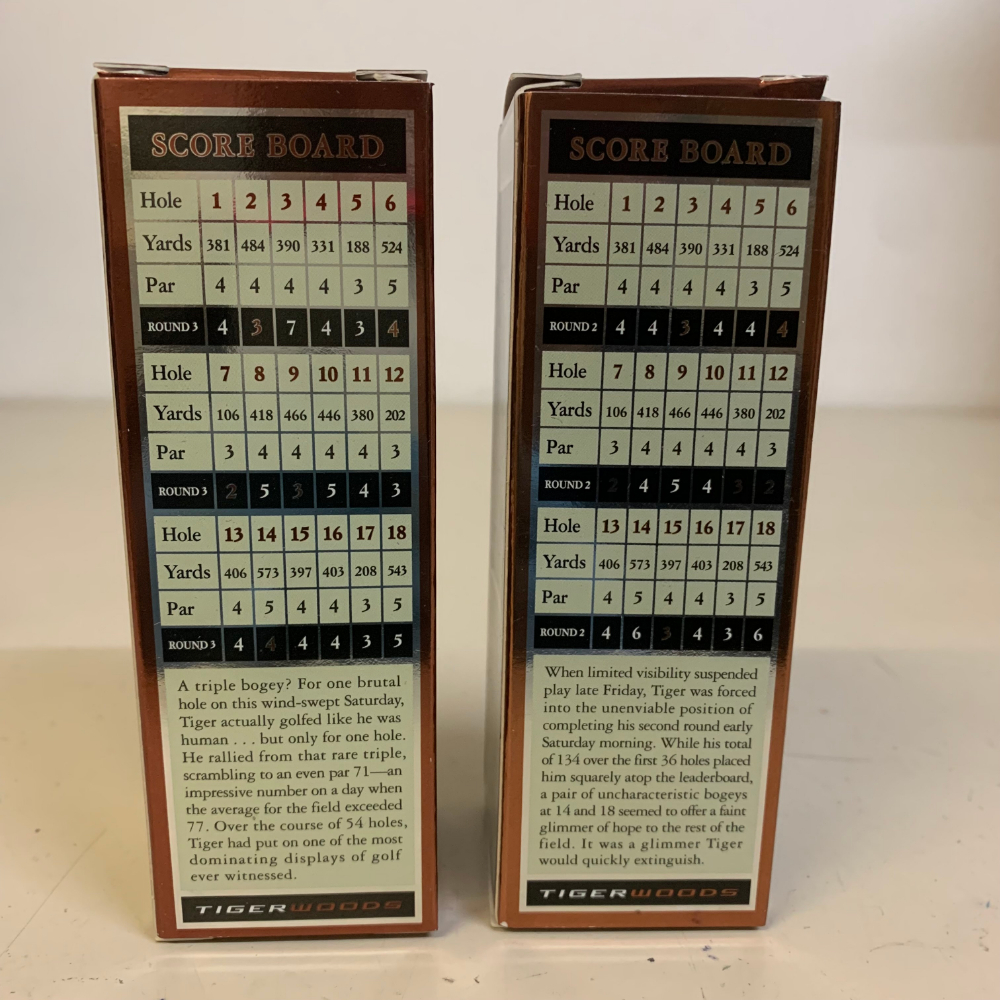 SCORE BOARD
Hole 1 2 3 4 5 6
Yards 381 484 390 331 188 524
Par 4 4 4 4 3 5
ROUND 3 4 3 7 4 3 4
Hole 7 8 9 10 11 12
Yards 106 418 466 446 380 202
Par 3 4 4 4 4 3
ROUND 3 2 5 3 5 4 3
Hole 13 14 15 16 17 18
Yards 406 573 397 403 208 543
Par 4 5 4 4 3 5
ROUND 3 4 4 4 4 3 5
A triple bogey? For one brutal
hole on this wind-swept Saturday,
Tiger actually golfed like he was
human . . . but only for one hole.
He rallied from that rare triple,
scrambling to an even par 71—an
impressive number on a day when
the average for the field exceeded
77. Over the course of 54 holes,
Tiger had put on one of the most
dominating displays of golf
ever witnessed.
TIGERWOODS
SCORE BOARD
Hole 1 2 3 4 5 6
Yards 381 484 390 331 188 524
Par 4 4 4 4 3 5
ROUND 2 4 4 3 4 4 4
Hole 7 8 9 10 11 12
Yards 106 418 466 446 380 202
Par 3 4 4 4 4 3
ROUND 2 2 4 5 4 3 2
Hole 13 14 15 16 17 18
Yards 406 573 397 403 208 543
Par 4 5 4 4 3 5
ROUND 2 4 6 3 4 3 6
When limited visibility suspended
play late Friday, Tiger was forced
into the unenviable position of
completing his second round early
Saturday morning. While his total
of 134 over the first 36 holes placed
him squarely atop the leaderboard,
a pair of uncharacteristic bogeys
at 14 and 18 seemed to offer a faint
glimmer of hope to the rest of the
field. It was a glimmer Tiger
would quickly extinguish.
TIGERWOODS